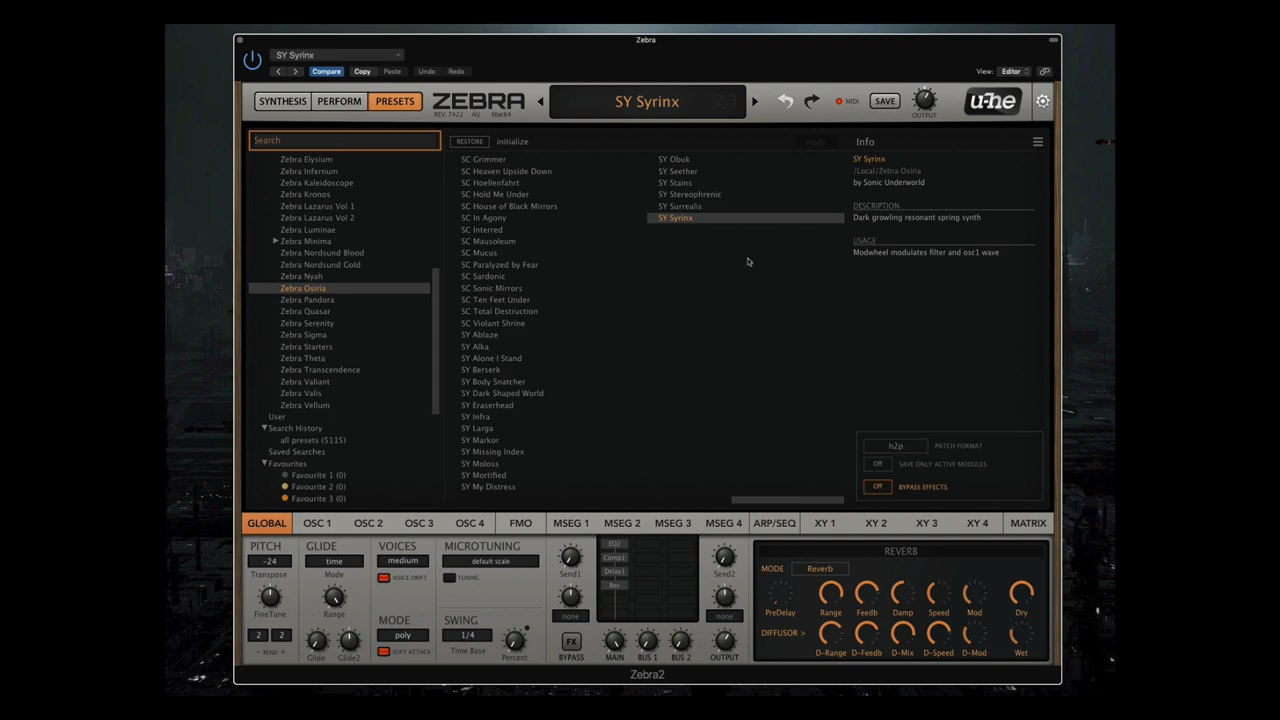 Zebra
SY Syrinx
Compare Copy Paste Undo Redo View: Editor
SYNTHESIS PERFORM PRESETS ZEBRA SY Syrinx 2.3 MIDI SAVE u-he
REV.7422 AU Mac64 OUTPUT
Search RESTORE initialize ready Info
Zebra Elysium SC Grimmer SY Obuk SY Syrinx
Zebra Infernum SC Heaven Upside Down SY Seether /Local/Zebra Osiria
Zebra Kaleidoscope SC Hoellenfahrt SY Stains by Sonic Underworld
Zebra Kronos SC Hold Me Under SY Stereophrenic
Zebra Lazarus Vol 1 SC House of Black Mirrors SY Surrealis DESCRIPTION
Zebra Lazarus Vol 2 SC In Agony SY Syrinx Dark growling resonant spring synth
Zebra Luminae SC Interred
Zebra Minima SC Mausoleum USAGE
Zebra Nordsund Blood SC Mucus Modwheel modulates filter and osc1 wave
Zebra Nordsund Gold SC Paralyzed by Fear
Zebra Nyah SC Sardonic
Zebra Osiria SC Sonic Mirrors
Zebra Pandora SC Ten Feet Under
Zebra Quasar SC Total Destruction
Zebra Serenity SC Violant Shrine
Zebra Sigma SY Ablaze
Zebra Starters SY Alka
Zebra Theta SY Alone I Stand
Zebra Transcendence SY Berserk
Zebra Valiant SY Body Snatcher
Zebra Valis SY Dark Shaped World
Zebra Vellum SY Eraserhead
User SY Infra
Search History SY Larga
all presets (5115) SY Markor
Saved Searches SY Missing Index h2p PATCH FORMAT
Favourites SY Moloss Off SAVE ONLY ACTIVE MODULES
Favourite 1 (0) SY Mortified
Favourite 2 (0) SY My Distress Off BYPASS EFFECTS
Favourite 3 (0)
GLOBAL OSC 1 OSC 2 OSC 3 OSC 4 FMO MSEG 1 MSEG 2 MSEG 3 MSEG 4 ARP/SEQ XY 1 XY 2 XY 3 XY 4 MATRIX
PITCH GLIDE VOICES MICROTUNING EQ2 REVERB
-24 time medium default scale Comp1
Transpose Mode VOICE DRIFT TUNING Send1 Delay1 Send2 MODE Reverb
Rev
FineTune Range none none PreDelay Range Feedb Damp Speed Mod Dry
MODE SWING
2 2 poly 1/4 DIFFUSOR >
BEND + Glide Glide2 SOFT ATTACK Time Base Percent BYPASS MAIN BUS 1 BUS 2 OUTPUT D-Range D-Feedb D-Mix D-Speed D-Mod Wet
Zebra2